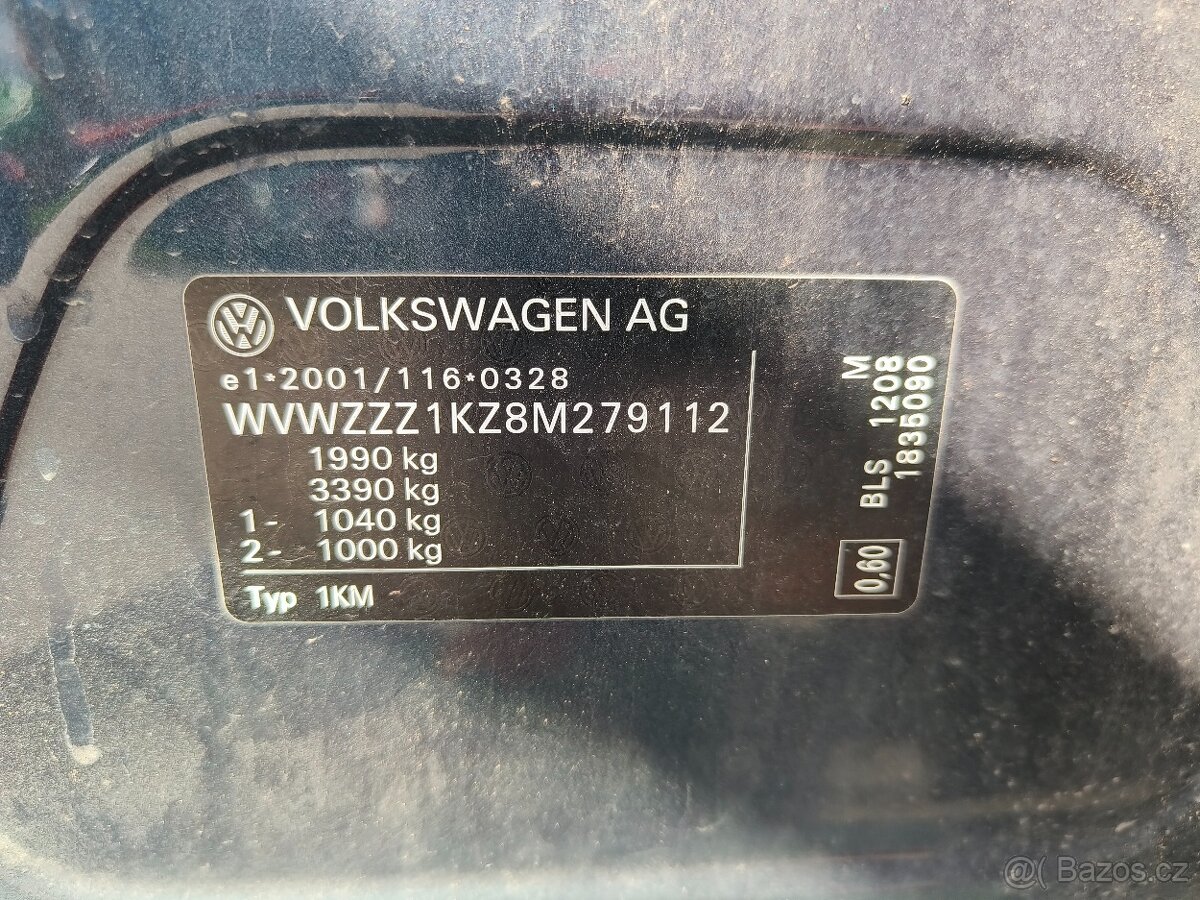 VOLKSWAGEN AG
e1*2001/116*0328
WVWZZZ1KZ8M279112
1990 kg
3390 kg
1- 1040 kg
2- 1000 kg
Typ 1KM
M
BLS 1208
1835090
0,60
@( Bazos.cz